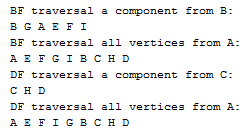 BF traversal a component from B:
B G A E F I
BF traversal all vertices from A:
A E F G I B C H D
DF traversal a component from C:
C H D
DF traversal all vertices from A:
A E F I G B C H D